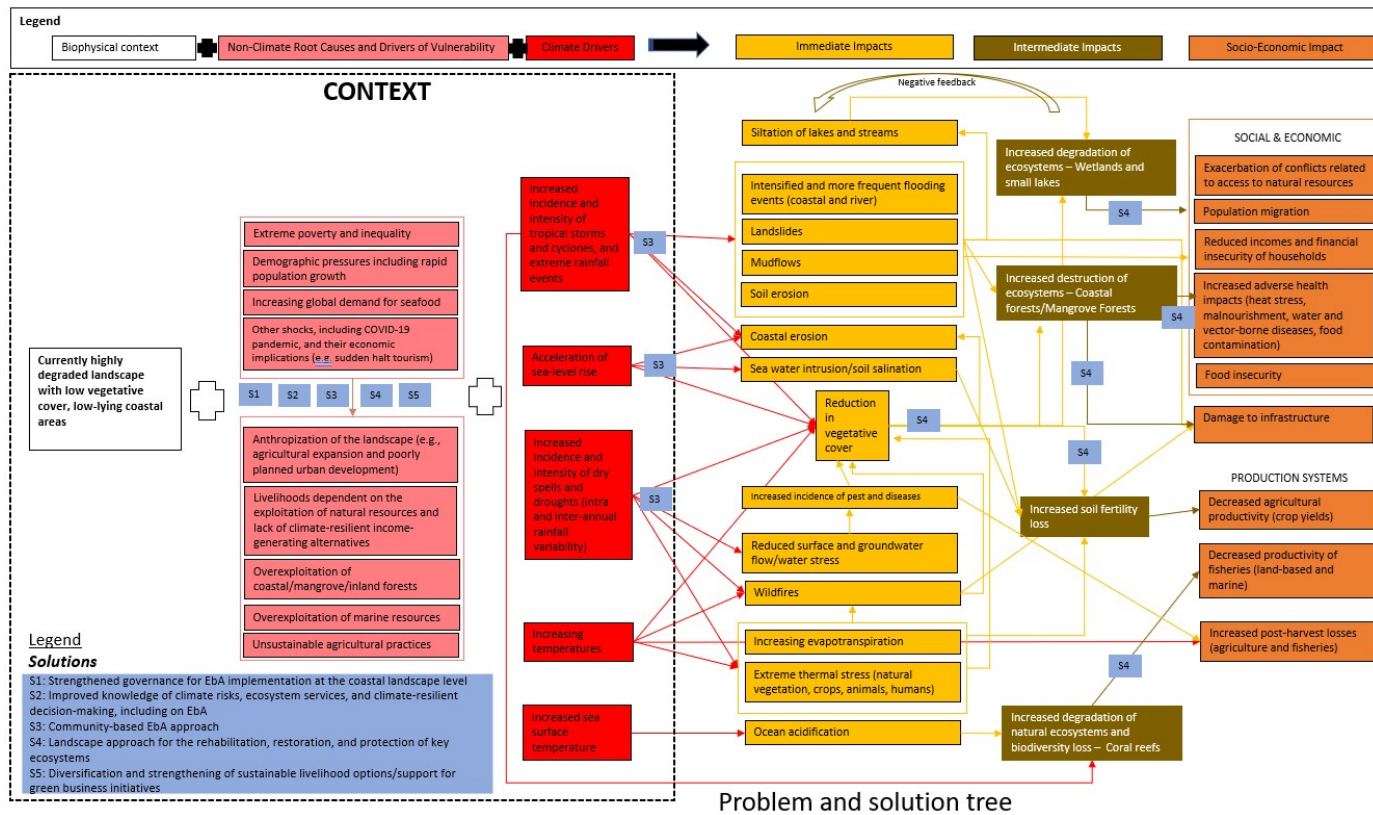 Legend
Biophysical context
Non-Climate Root Causes and Drivers of Vulnerability
Climate Drivers
Immediate Impacts
Intermediate Impacts
Socio-Economic Impact
CONTEXT
Currently highly
degraded landscape
with low vegetative
cover, low-lying coastal
areas
Extreme poverty and inequality
Demographic pressures including rapid
population growth
Increasing global demand for seafood
Other shocks, including COVID-19
pandemic, and their economic
implications (e.g. sudden halt tourism)
S1
S2
S3
S4
S5
Anthropization of the landscape (e.g.,
agricultural expansion and poorly
planned urban development)
Livelihoods dependent on the
exploitation of natural resources and
lack of climate-resilient income-
generating alternatives
Overexploitation of
coastal/mangrove/inland forests
Overexploitation of marine resources
Unsustainable agricultural practices
Legend
Solutions
S1: Strengthened governance for EbA implementation at the coastal landscape level
S2: Improved knowledge of climate risks, ecosystem services, and climate-resilient
decision-making, including on EbA
S3: Community-based EbA approach
S4: Landscape approach for the rehabilitation, restoration, and protection of key
ecosystems
S5: Diversification and strengthening of sustainable livelihood options/support for
green business initiatives
Increased
incidence and
intensity of
tropical storms
and cyclones, and
extreme rainfall
events
S3
Acceleration of
sea-level rise
S3
Increased
incidence and
intensity of dry
spells and
droughts (intra
and inter-annual
rainfall
variability)
S3
Increasing
temperatures
Increased sea
surface
temperature
Negative feedback
Siltation of lakes and streams
Intensified and more frequent flooding
events (coastal and river)
Landslides
Mudflows
Soil erosion
Coastal erosion
Sea water intrusion/soil salination
Reduction in
vegetative
cover
S4
Increased incidence of pest and diseases
Reduced surface and groundwater
flow/water stress
Wildfires
Increasing evapotranspiration
Extreme thermal stress (natural
vegetation, crops, animals, humans)
Ocean acidification
Increased degradation of
ecosystems – Wetlands and
small lakes
S4
Increased destruction of
ecosystems – Coastal
forests/Mangrove Forests
S4
S4
S4
Increased soil fertility
loss
S4
Increased degradation of
natural ecosystems and
biodiversity loss – Coral reefs
SOCIAL & ECONOMIC
Exacerbation of conflicts related
to access to natural resources
Population migration
Reduced incomes and financial
insecurity of households
Increased adverse health
impacts (heat stress,
malnourishment, water and
vector-borne diseases, food
contamination)
Food insecurity
Damage to infrastructure
PRODUCTION SYSTEMS
Decreased agricultural
productivity (crop yields)
Decreased productivity of
fisheries (land-based and
marine)
Increased post-harvest losses
(agriculture and fisheries)
Problem and solution tree